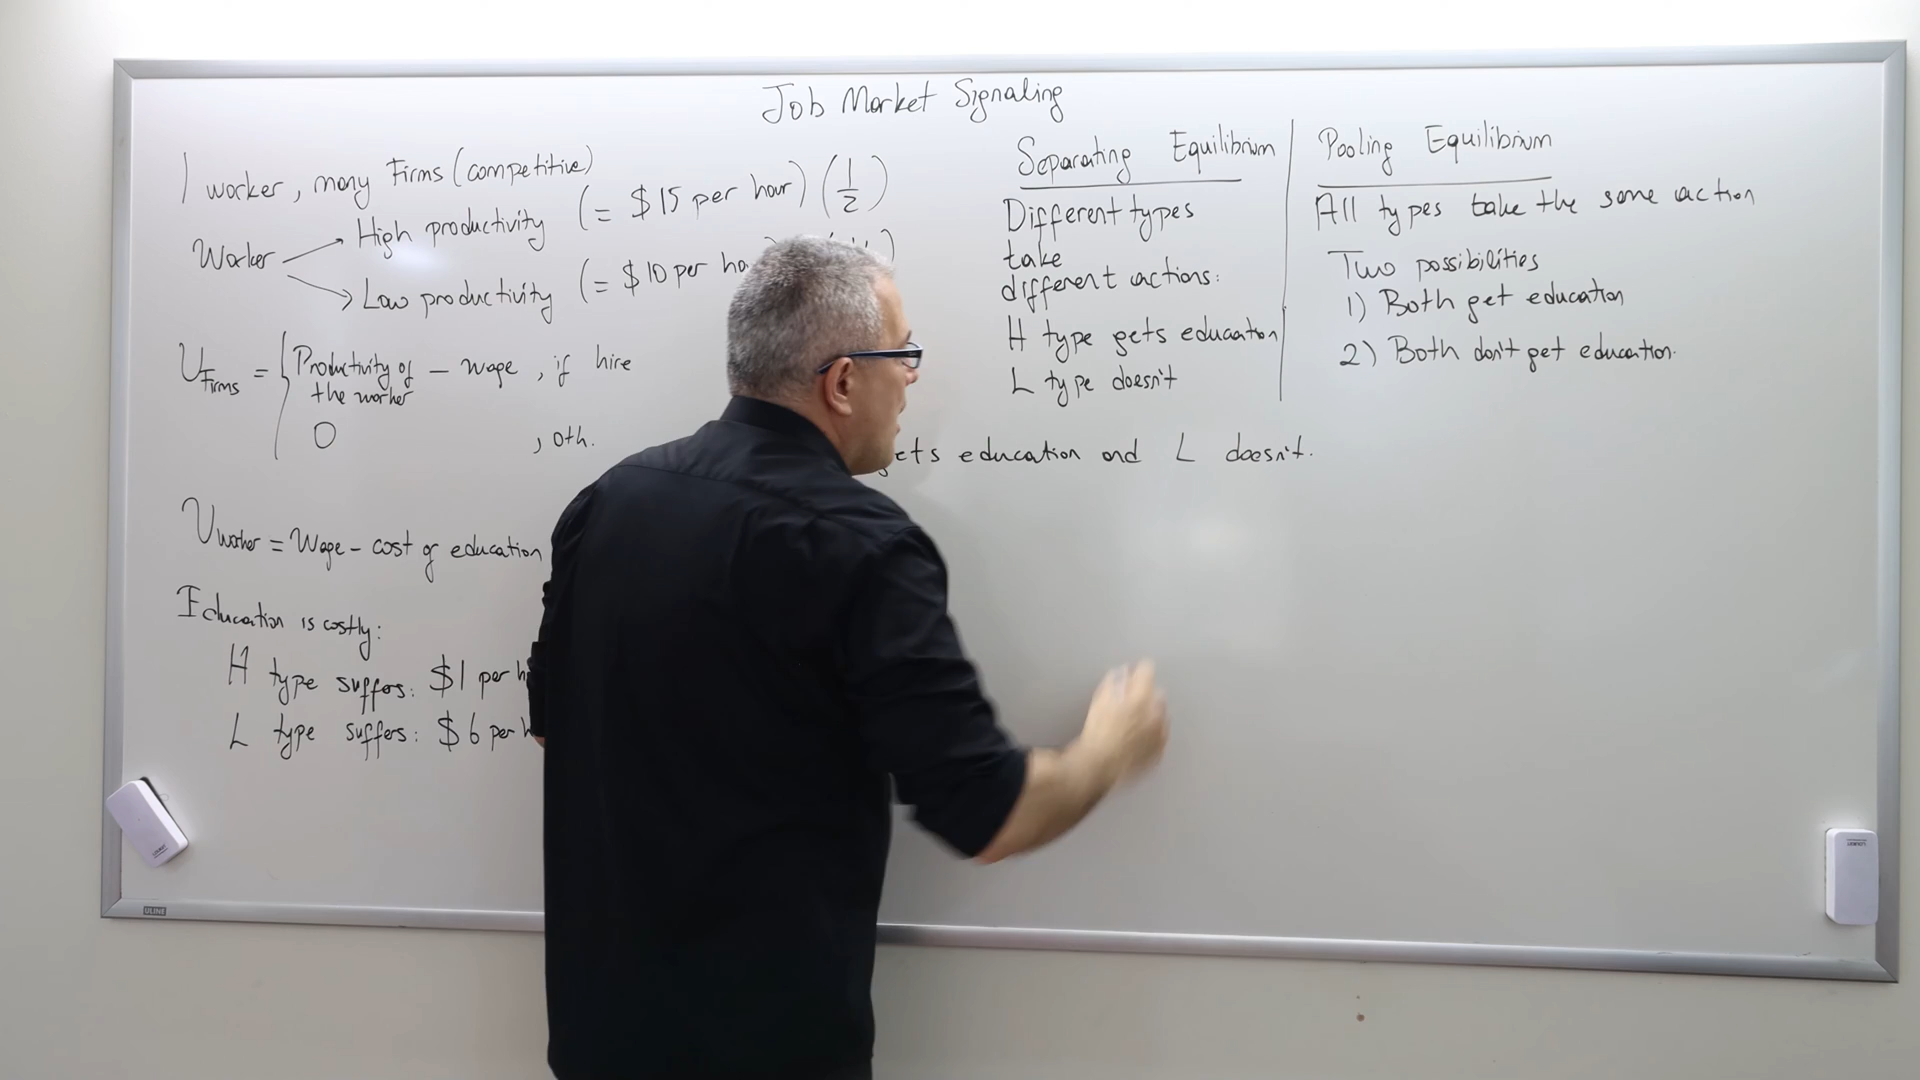 Job Market Signaling
1 worker, many Firms (competitive)
Worker
High productivity (= $15 per hour) (1/2)
Low productivity (= $10 per
U Firms = { Productivity of the worker - wage , if hire
0 , oth.
U worker = Wage - cost of education
Education is costly:
H type suffers: $1 per
L type suffers: $6 per
Separating Equilibrium
Different types
take
different actions:
H type gets education
L type doesn't
Pooling Equilibrium
All types take the same action
Two possibilities
1) Both get education
2) Both don't get education.
education and L doesn't.
ULINE